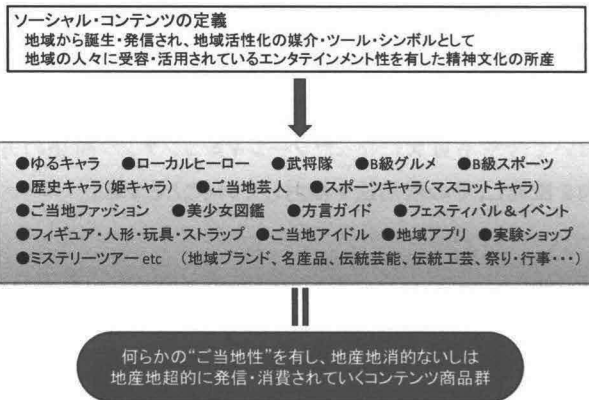 ソーシャル・コンテンツの定義
地域から誕生・発信され、地域活性化の媒介・ツール・シンボルとして
地域の人々に受容・活用されているエンタテインメント性を有した精神文化の所産
●ゆるキャラ ●ローカルヒーロー ●武将隊 ●B級グルメ ●B級スポーツ
●歴史キャラ(姫キャラ) ●ご当地芸人 ●スポーツキャラ(マスコットキャラ)
●ご当地ファッション ●美少女図鑑 ●方言ガイド ●フェスティバル&イベント
●フィギュア・人形・玩具・ストラップ ●ご当地アイドル ●地域アプリ ●実験ショップ
●ミステリーツアー etc (地域ブランド、名産品、伝統芸能、伝統工芸、祭り・行事・・・)
何らかの“ご当地性”を有し、地産地消的ないしは
地産地超的に発信・消費されていくコンテンツ商品群